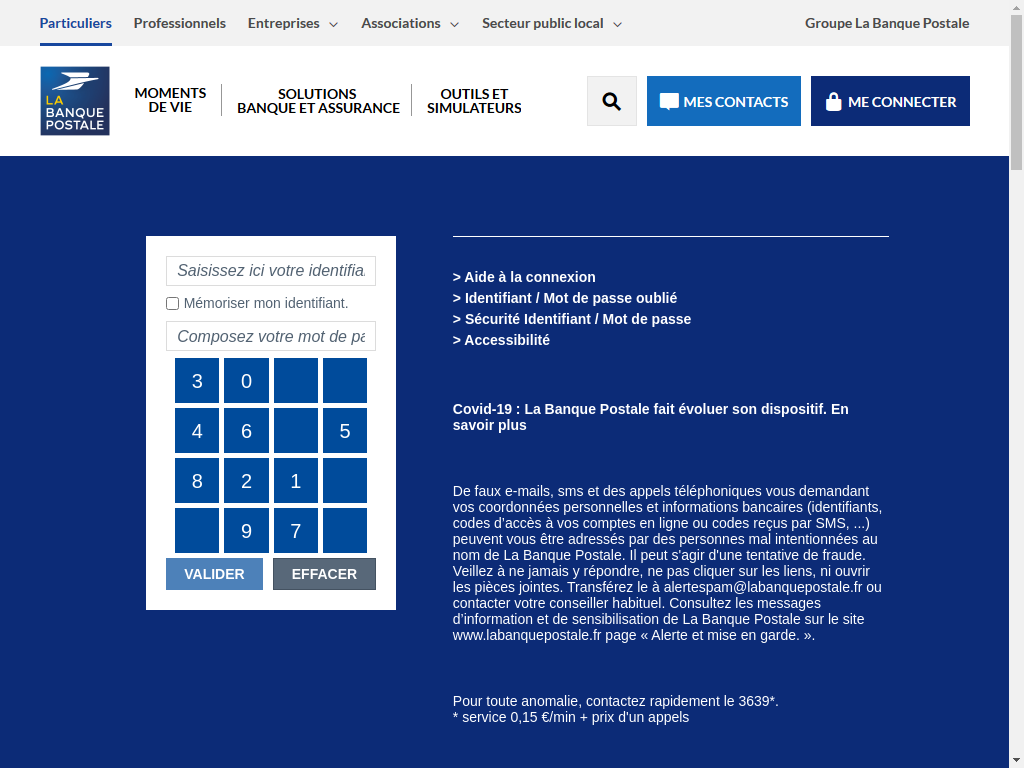 Particuliers Professionnels Entreprises Associations Secteur public local Groupe La Banque Postale
LA
BANQUE
POSTALE
MOMENTS
DE VIE
SOLUTIONS
BANQUE ET ASSURANCE
OUTILS ET
SIMULATEURS
MES CONTACTS
ME CONNECTER
Saisissez ici votre identifia
Mémoriser mon identifiant.
Composez votre mot de pa
3 0
4 6 5
8 2 1
9 7
VALIDER EFFACER
> Aide à la connexion
> Identifiant / Mot de passe oublié
> Sécurité Identifiant / Mot de passe
> Accessibilité
Covid-19 : La Banque Postale fait évoluer son dispositif. En
savoir plus
De faux e-mails, sms et des appels téléphoniques vous demandant
vos coordonnées personnelles et informations bancaires (identifiants,
codes d'accès à vos comptes en ligne ou codes reçus par SMS, ...)
peuvent vous être adressés par des personnes mal intentionnées au
nom de La Banque Postale. Il peut s'agir d'une tentative de fraude.
Veillez à ne jamais y répondre, ne pas cliquer sur les liens, ni ouvrir
les pièces jointes. Transférez le à alertespam@labanquepostale.fr ou
contacter votre conseiller habituel. Consultez les messages
d'information et de sensibilisation de La Banque Postale sur le site
www.labanquepostale.fr page « Alerte et mise en garde. ».
Pour toute anomalie, contactez rapidement le 3639*.
* service 0,15 €/min + prix d'un appels